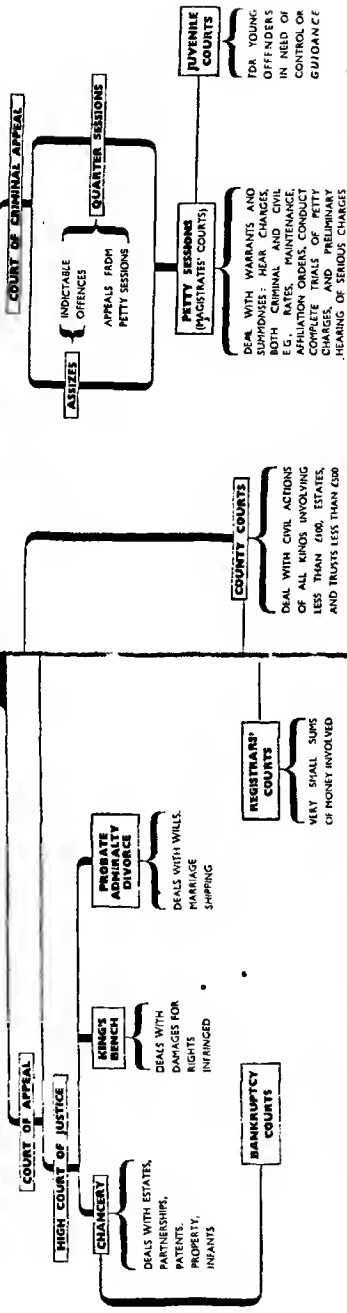 COURT OF APPEAL
HIGH COURT OF JUSTICE
CHANCERY
DEALS WITH ESTATES,
PARTNERSHIPS,
PATENTS,
PROPERTY,
INFANTS
KING'S
BENCH
DEALS WITH
DAMAGES FOR
RIGHTS
INFRINGED
PROBATE
ADMIRALTY
DIVORCE
DEALS WITH WILLS,
MARRIAGE
SHIPPING
BANKRUPTCY COURTS
REGISTRARS'
COURTS
VERY SMALL SUMS
OF MONEY INVOLVED
COUNTY COURTS
DEAL WITH CIVIL ACTIONS
OF ALL KINDS INVOLVING
LESS THAN £100, ESTATES,
AND TRUSTS LESS THAN £500
COURT OF CRIMINAL APPEAL
ASSIZES
INDICTABLE
OFFENCES
APPEALS FROM
PETTY SESSIONS
QUARTER SESSIONS
PETTY SESSIONS
(MAGISTRATES' COURTS)
DEAL WITH WARRANTS AND
SUMMONSES: HEAR CHARGES,
BOTH CRIMINAL AND CIVIL
E.G., RATES, MAINTENANCE,
AFFILIATION ORDERS, CONDUCT
COMPLETE TRIALS OF PETTY
CHARGES, AND PRELIMINARY
HEARING OF SERIOUS CHARGES
JUVENILE
COURTS
FOR YOUNG
OFFENDERS
IN NEED OF
CONTROL OR
GUIDANCE